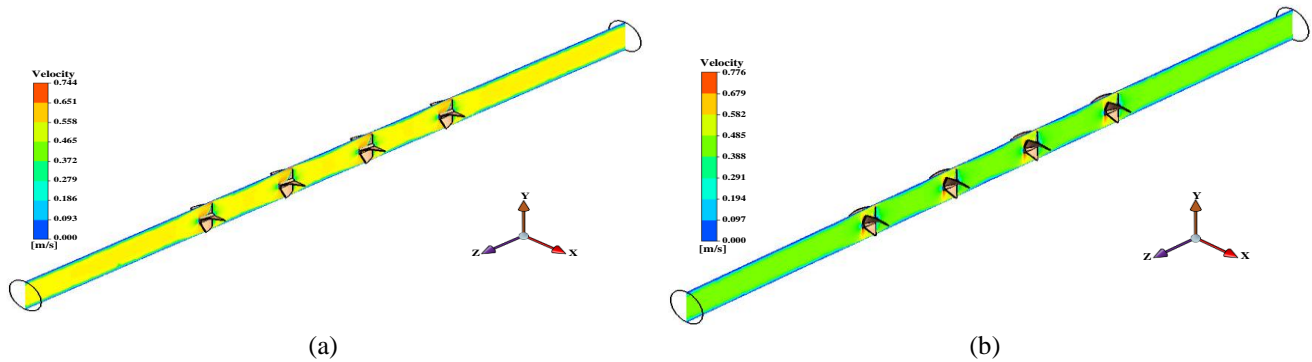 Velocity
0.744
0.651
0.558
0.465
0.372
0.279
0.186
0.093
0.000
[m/s]
Y
Z
X
(a)
Velocity
0.776
0.679
0.582
0.485
0.388
0.291
0.194
0.097
0.000
[m/s]
Y
Z
X
(b)